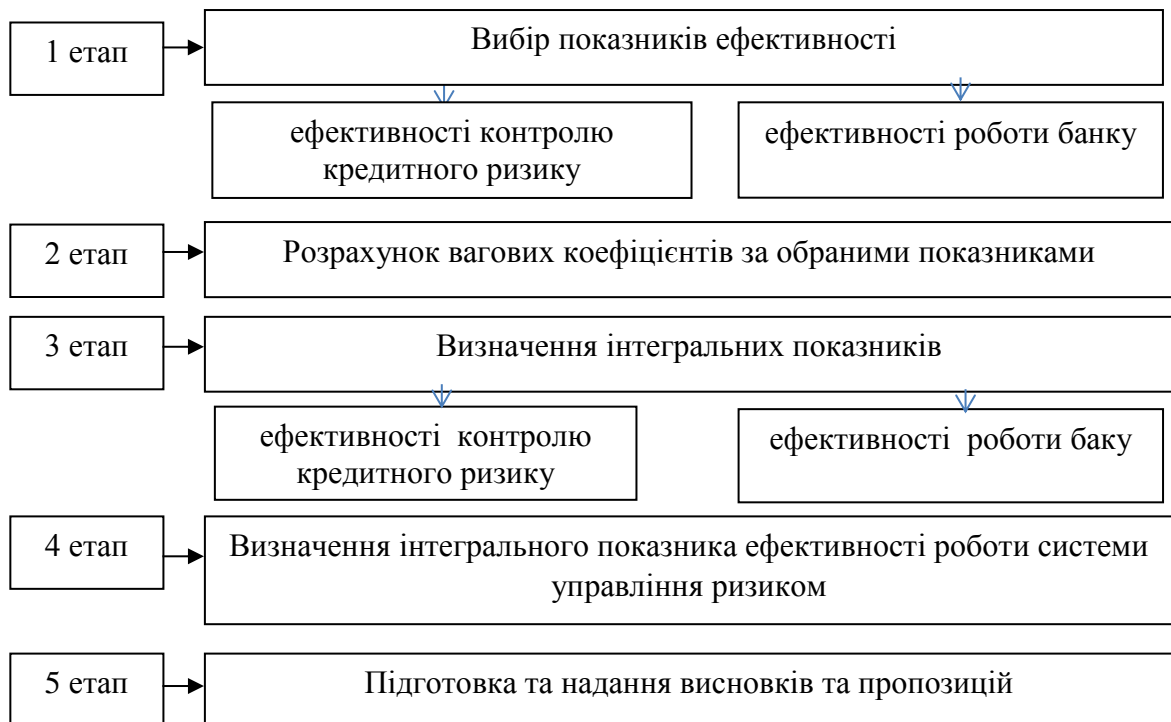 1 етап
Вибір показників ефективності
ефективності контролю
кредитного ризику
ефективності роботи банку
2 етап
Розрахунок вагових коефіцієнтів за обраними показниками
3 етап
Визначення інтегральних показників
ефективності контролю
кредитного ризику
ефективності роботи баку
4 етап
Визначення інтегрального показника ефективності роботи системи
управління ризиком
5 етап
Підготовка та надання висновків та пропозицій